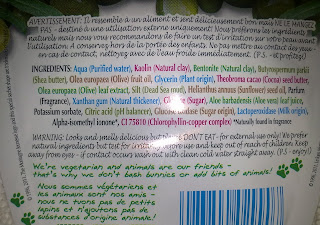 AVERTISSEMENT: Il ressemble à un aliment et sent délicieusement bon mais NE LE MANGEZ
PAS - destiné à une utilisation externe uniquement! Nous préférons les ingrédients
naturels mais nous vous recommandons de faire un test d'irritation sur votre peau avant
l'utilisation. A conserver hors de la portée des enfants. Ne pas mettre au contact des yeux
en cas de contact, nettoyez avec de l'eau froide immédiatement. (P.S. - et profitez!)
INGREDIENTS: Aqua (Purified water), Kaolin (Natural clay), Bentonite (Natural clay), Butyrospermum parkii
(Shea butter), Olea europaea (Olive) fruit oil, Glycerin (Plant origin), Theobroma cocoa (Cocoa) seed butter,
Olea europaea (Olive) leaf extract, Silt (Dead Sea mud), Helianthus annuus (Sunflower) seed oil, Parfum
(Fragrance), Xanthan gum (Natural thickener), (Sugar), Aloe barbadensis (Aloe vera) leaf juice,
Potassium sorbate, Citric acid (pH balancer), Glucose oxidase (Sugar origin), Lactoperoxidase (Milk origin),
Alpha-isomethyl ionone*, CI 75810 (Chlorophyllin-copper complex) *Naturally found in fragrance
WARNING: Looks and smells delicious but please DON'T EAT - for external use only! We prefer
natural ingredients but test for before use and keep out of reach of children. Keep
away from eyes - if contact occurs wash out with clean cold water straight away. (P.S. - enjoy!)
We're vegetarian and animals are our friends -
that's why we don't bash bunnies or add bits of animals!
Nous sommes végétariens et
les animaux sont nos amis -
nous ne tuons pas de petits
lapins et n'ajoutons pas de
substances d'origine animale!